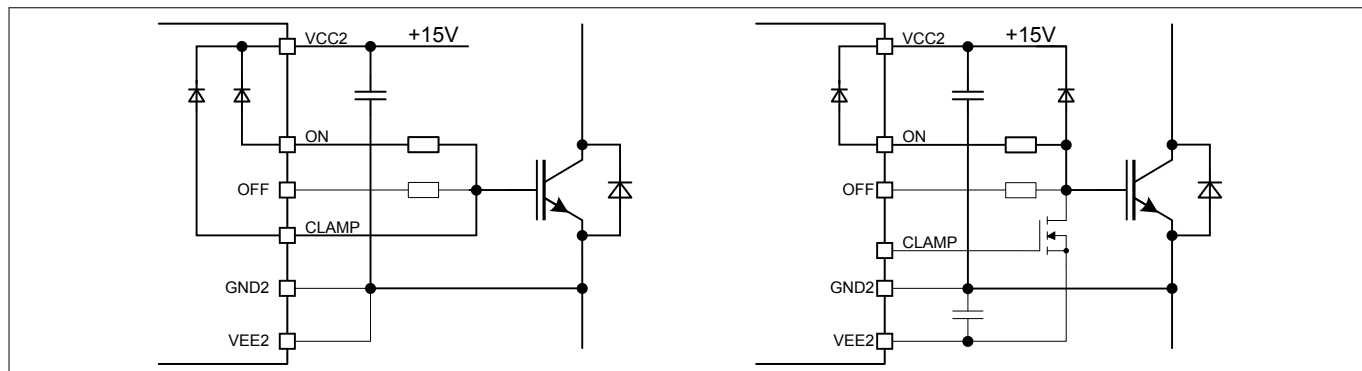 VCC2
+15V
ON
OFF
CLAMP
GND2
VEE2
VCC2
+15V
ON
OFF
CLAMP
GND2
VEE2